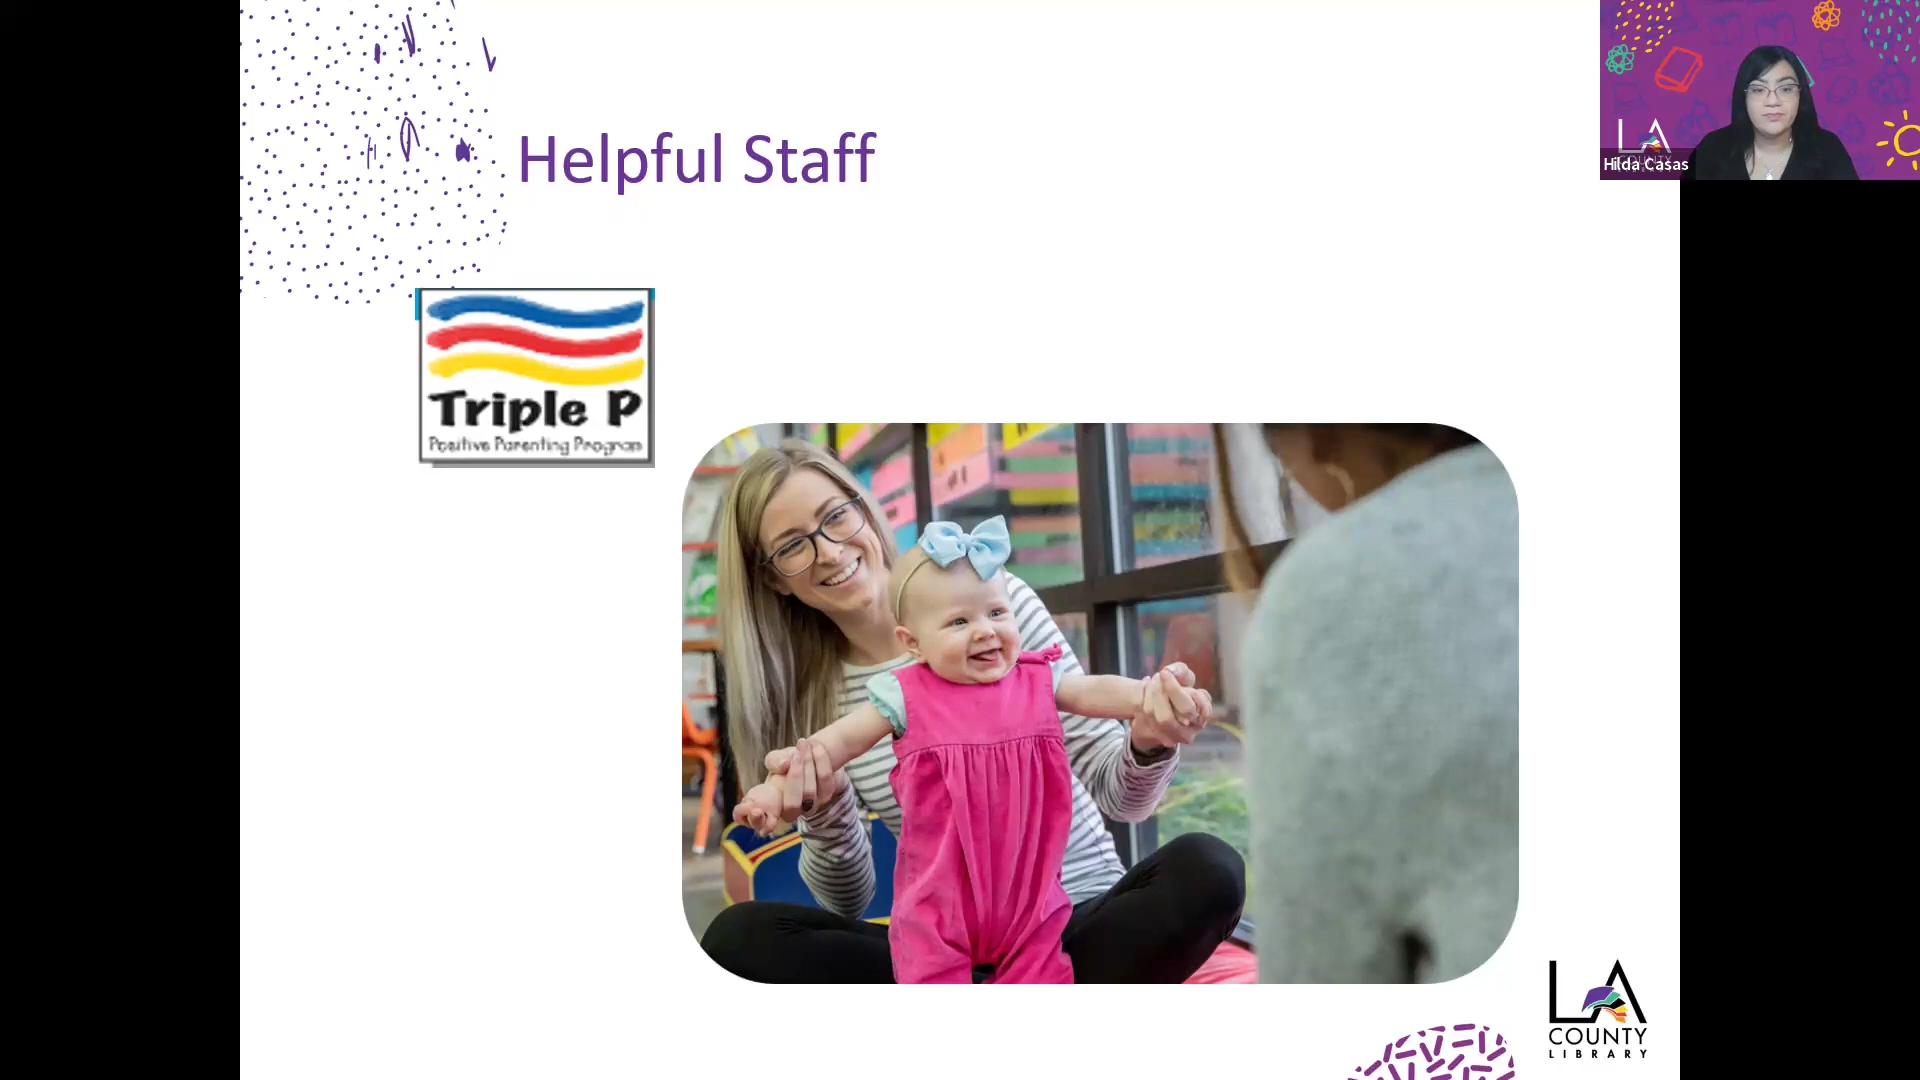 Helpful Staff
Hilda Casas
Triple P
Positive Parenting Program
LA
COUNTY
LIBRARY